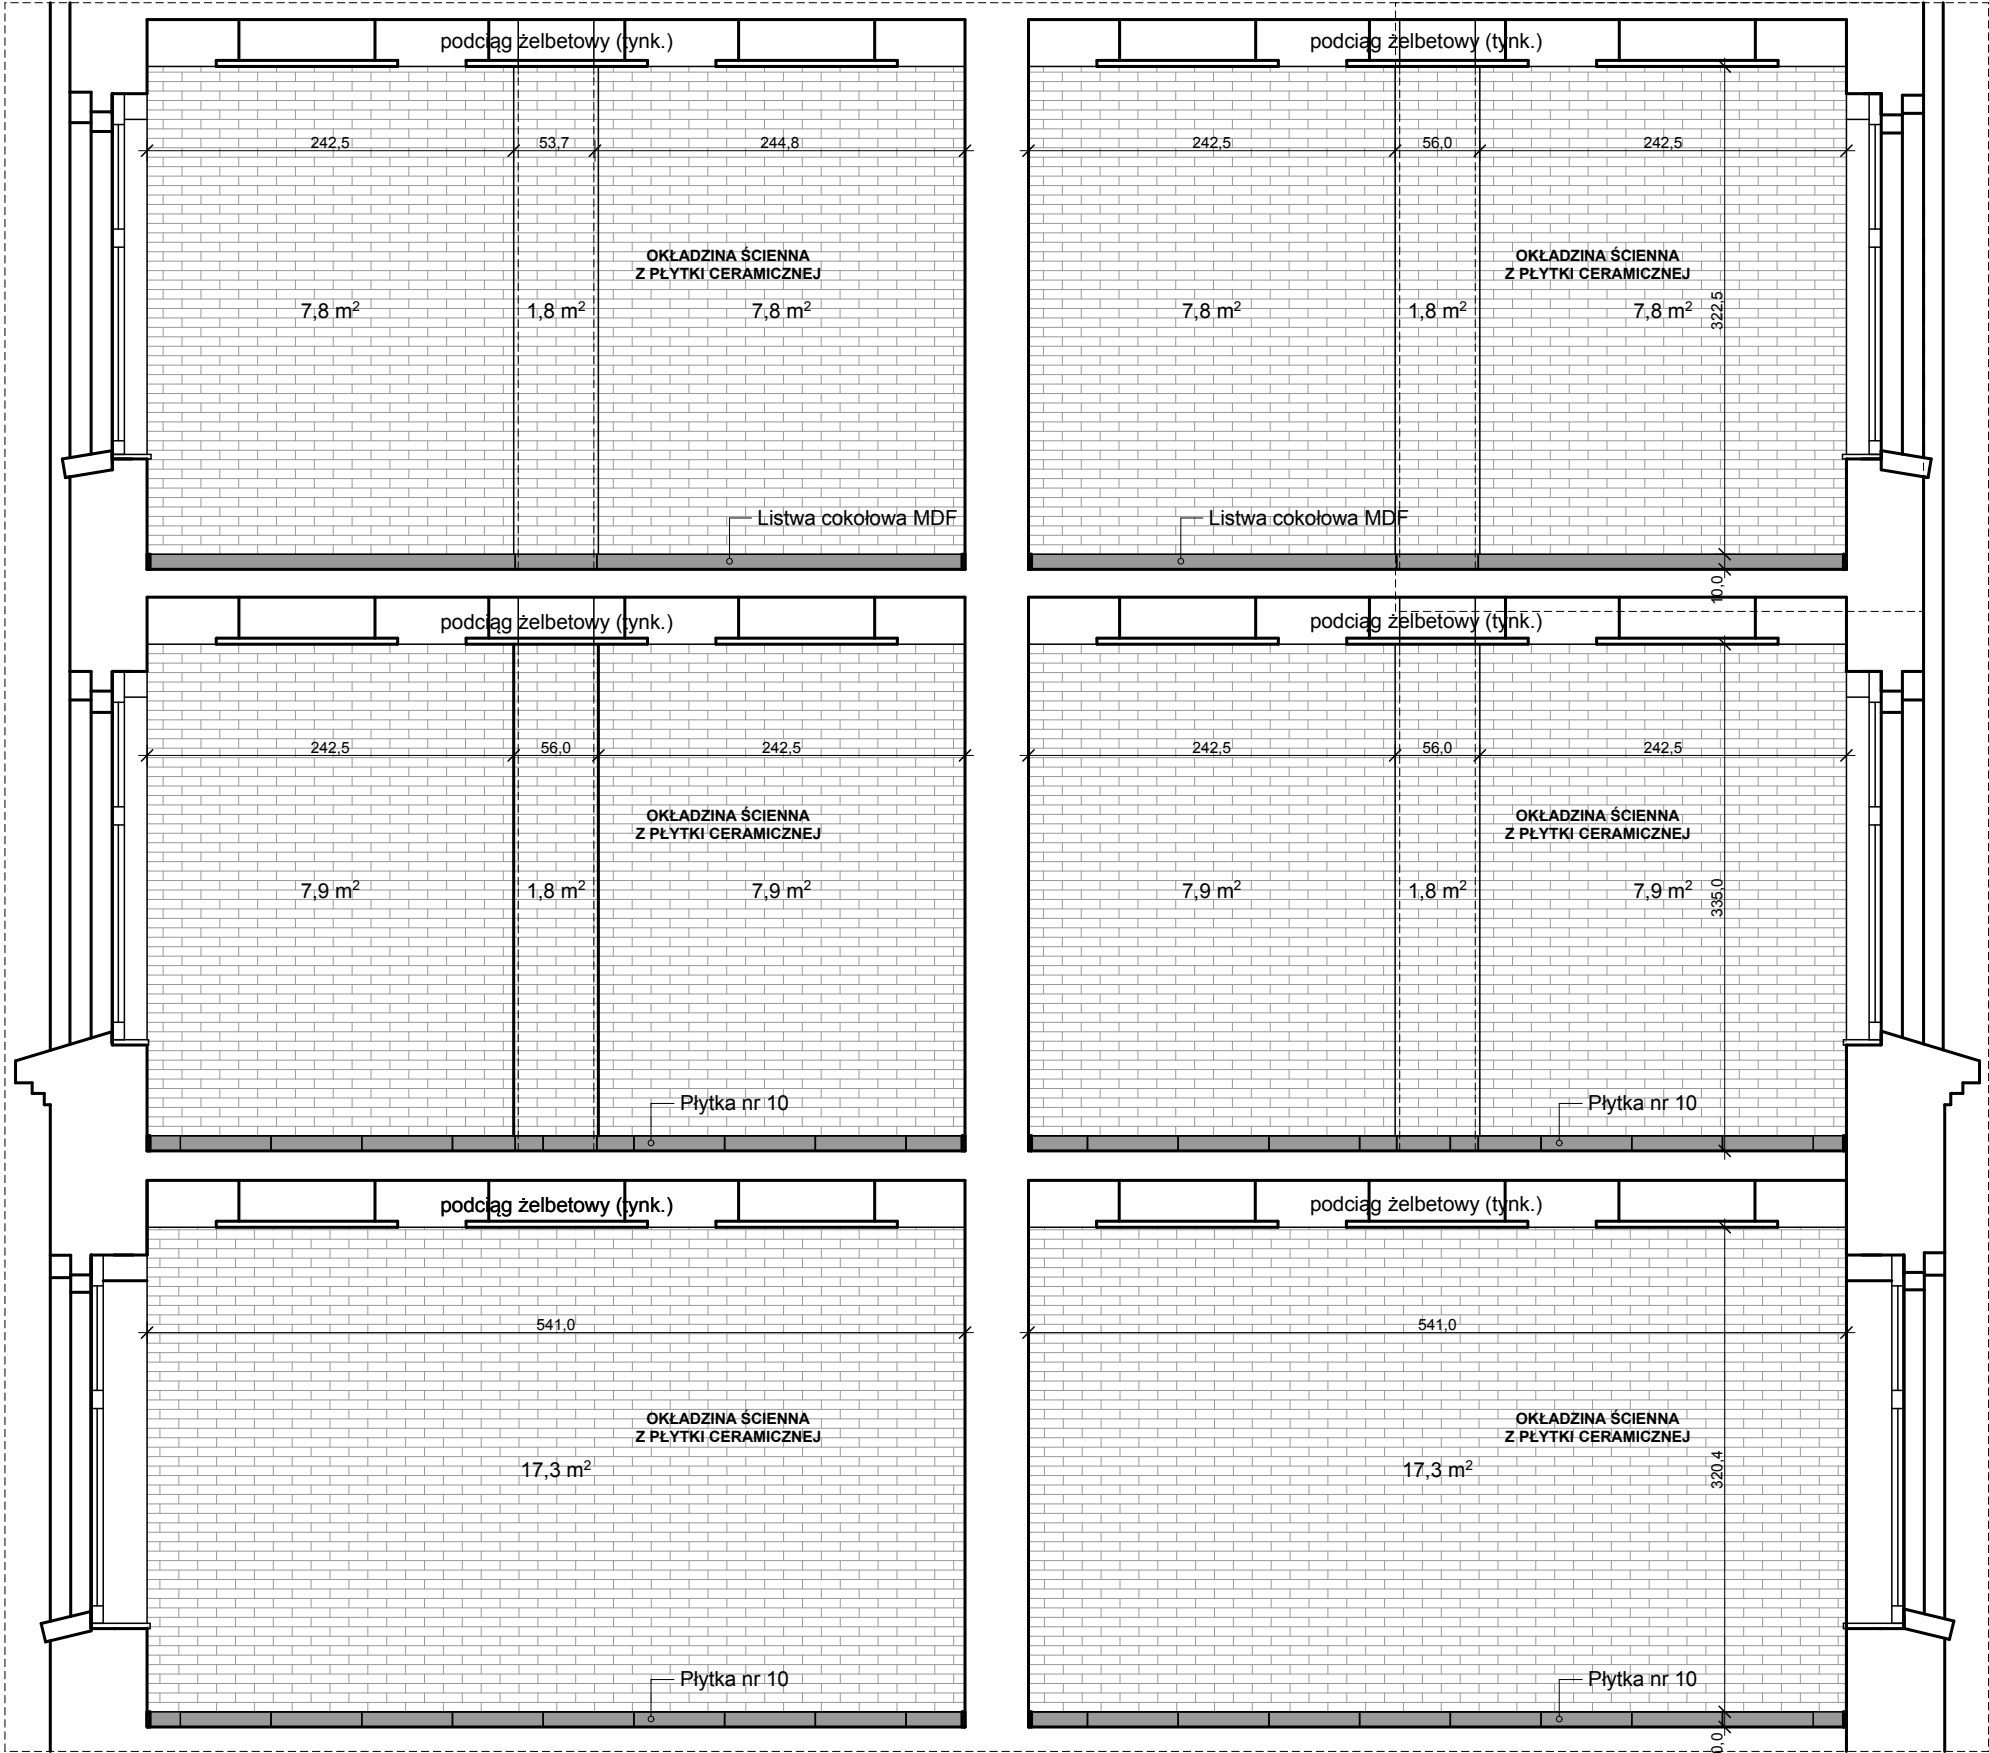 podciąg żelbetowy (tynk.)
podciąg żelbetowy (tynk.)
242,5
53,7
244,8
242,5
56,0
242,5
OKŁADZINA ŚCIENNA
Z PŁYTKI CERAMICZNEJ
OKŁADZINA ŚCIENNA
Z PŁYTKI CERAMICZNEJ
7,8 m²
1,8 m²
7,8 m²
7,8 m²
1,8 m²
7,8 m²
322,5
Listwa cokołowa MDF
Listwa cokołowa MDF
10,0
podciąg żelbetowy (tynk.)
podciąg żelbetowy (tynk.)
242,5
56,0
242,5
242,5
56,0
242,5
OKŁADZINA ŚCIENNA
Z PŁYTKI CERAMICZNEJ
OKŁADZINA ŚCIENNA
Z PŁYTKI CERAMICZNEJ
7,9 m²
1,8 m²
7,9 m²
7,9 m²
1,8 m²
7,9 m²
335,0
Płytka nr 10
Płytka nr 10
podciąg żelbetowy (tynk.)
podciąg żelbetowy (tynk.)
541,0
541,0
OKŁADZINA ŚCIENNA
Z PŁYTKI CERAMICZNEJ
OKŁADZINA ŚCIENNA
Z PŁYTKI CERAMICZNEJ
17,3 m²
17,3 m²
320,4
Płytka nr 10
Płytka nr 10